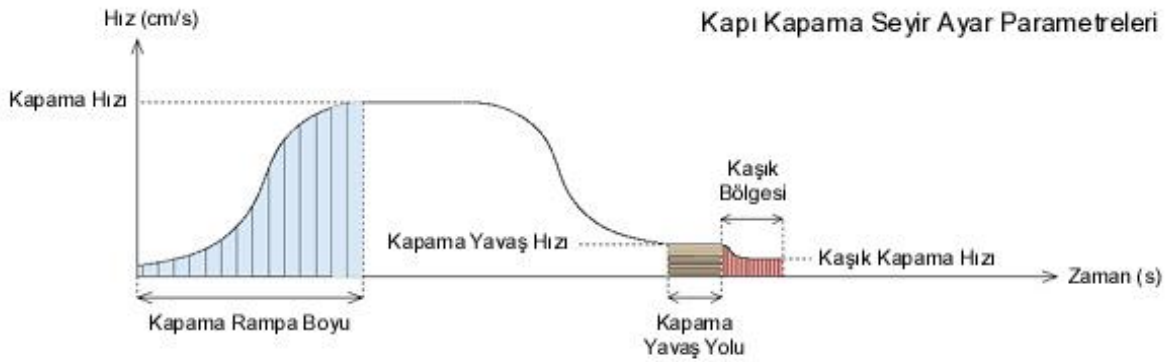 Hız (cm/s)
Kapı Kapama Seyir Ayar Parametreleri
Kapama Hızı
Kaşık
Bölgesi
Kapama Yavaş Hızı
Kaşık Kapama Hızı
Zaman (s)
Kapama Rampa Boyu
Kapama
Yavaş Yolu